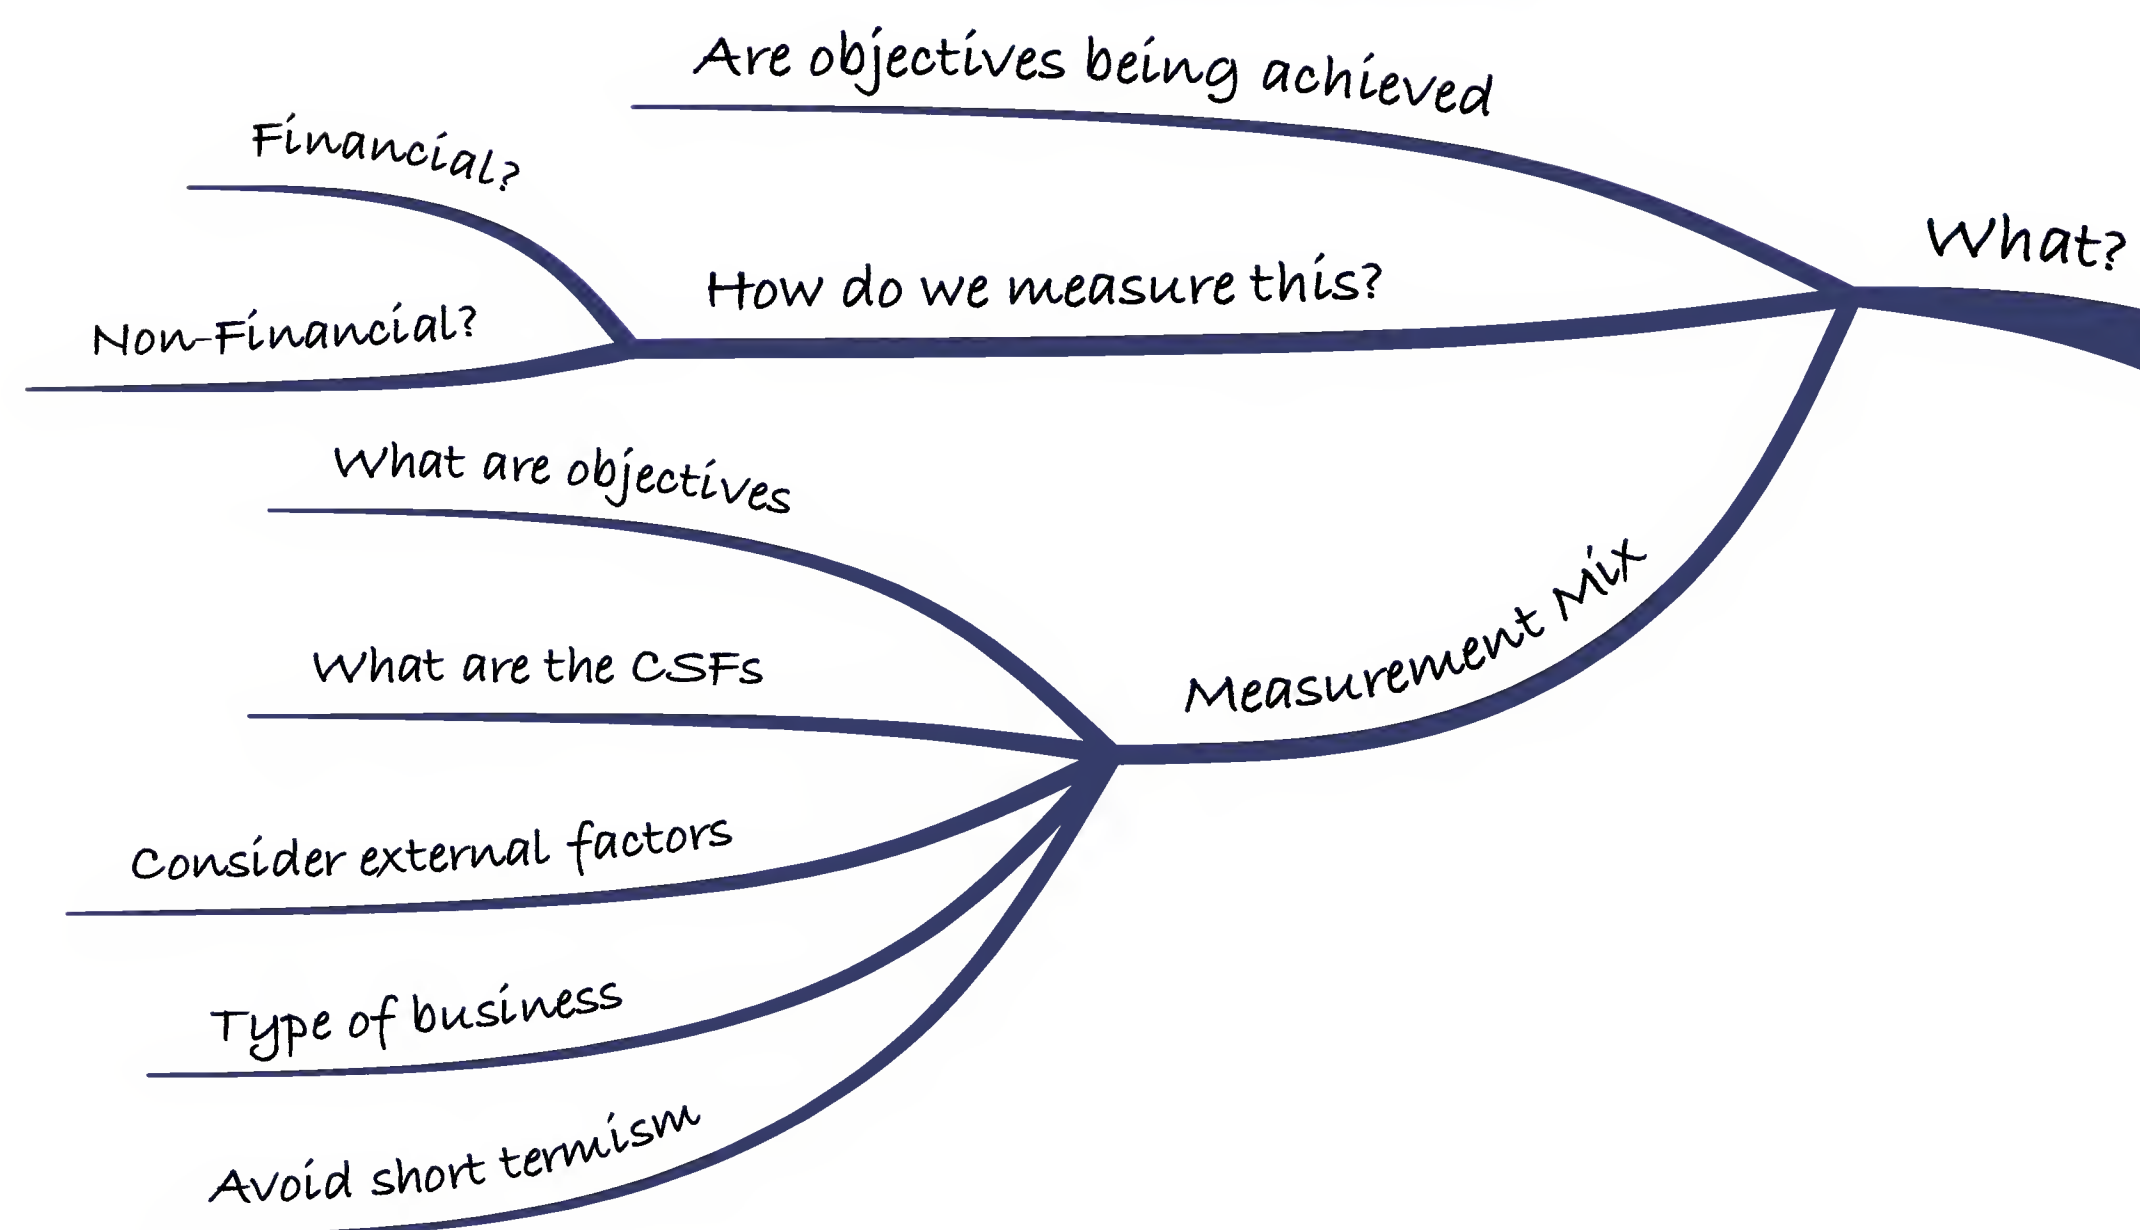 Are objectives being achieved
Financial?
What?
How do we measure this?
Non-Financial?
What are objectives
Measurement Mix
What are the CSFs
Consider external factors
Type of business
Avoid short termism